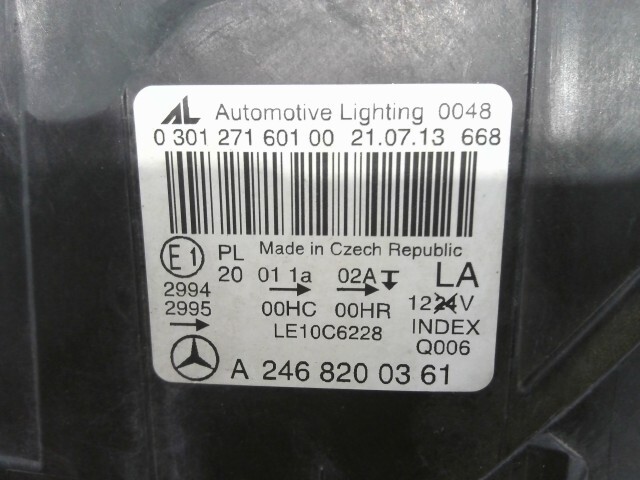 AL Automotive Lighting 0048
0 301 271 601 00 21.07.13 668
Made in Czech Republic
E1 PL 20 01 1a 02A LA
2994
2995 00HC 00HR 1224V
LE10C6228 INDEX
Q006
A 246 820 03 61